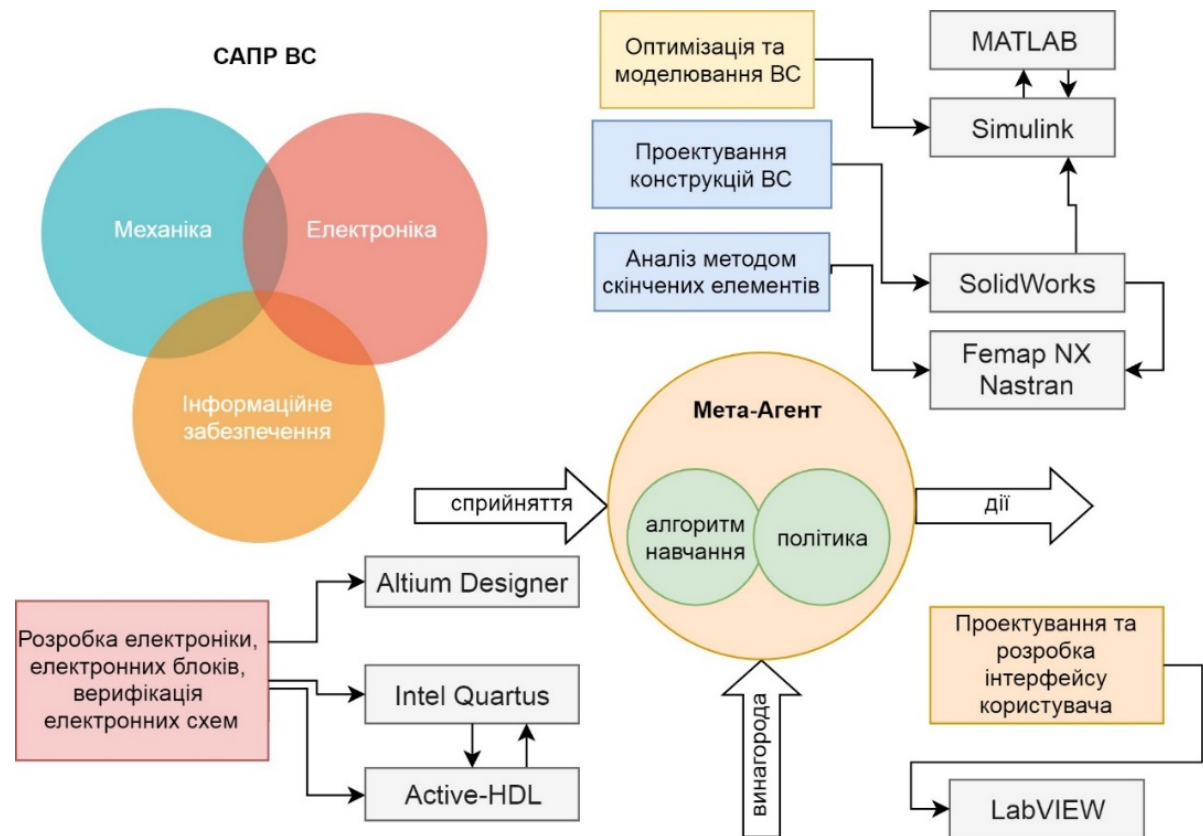 САПР ВС
Механіка
Електроніка
Інформаційне
забезпечення
Оптимізація та
моделювання ВС
MATLAB
Simulink
Проектування
конструкцій ВС
Аналіз методом
скінчених елементів
SolidWorks
Femap NX
Nastran
Мета-Агент
сприйняття
алгоритм
навчання
політика
дії
винагорода
Розробка електроніки,
електронних блоків,
верифікація
електронних схем
Altium Designer
Intel Quartus
Active-HDL
Проектування та
розробка
інтерфейсу
користувача
LabVIEW